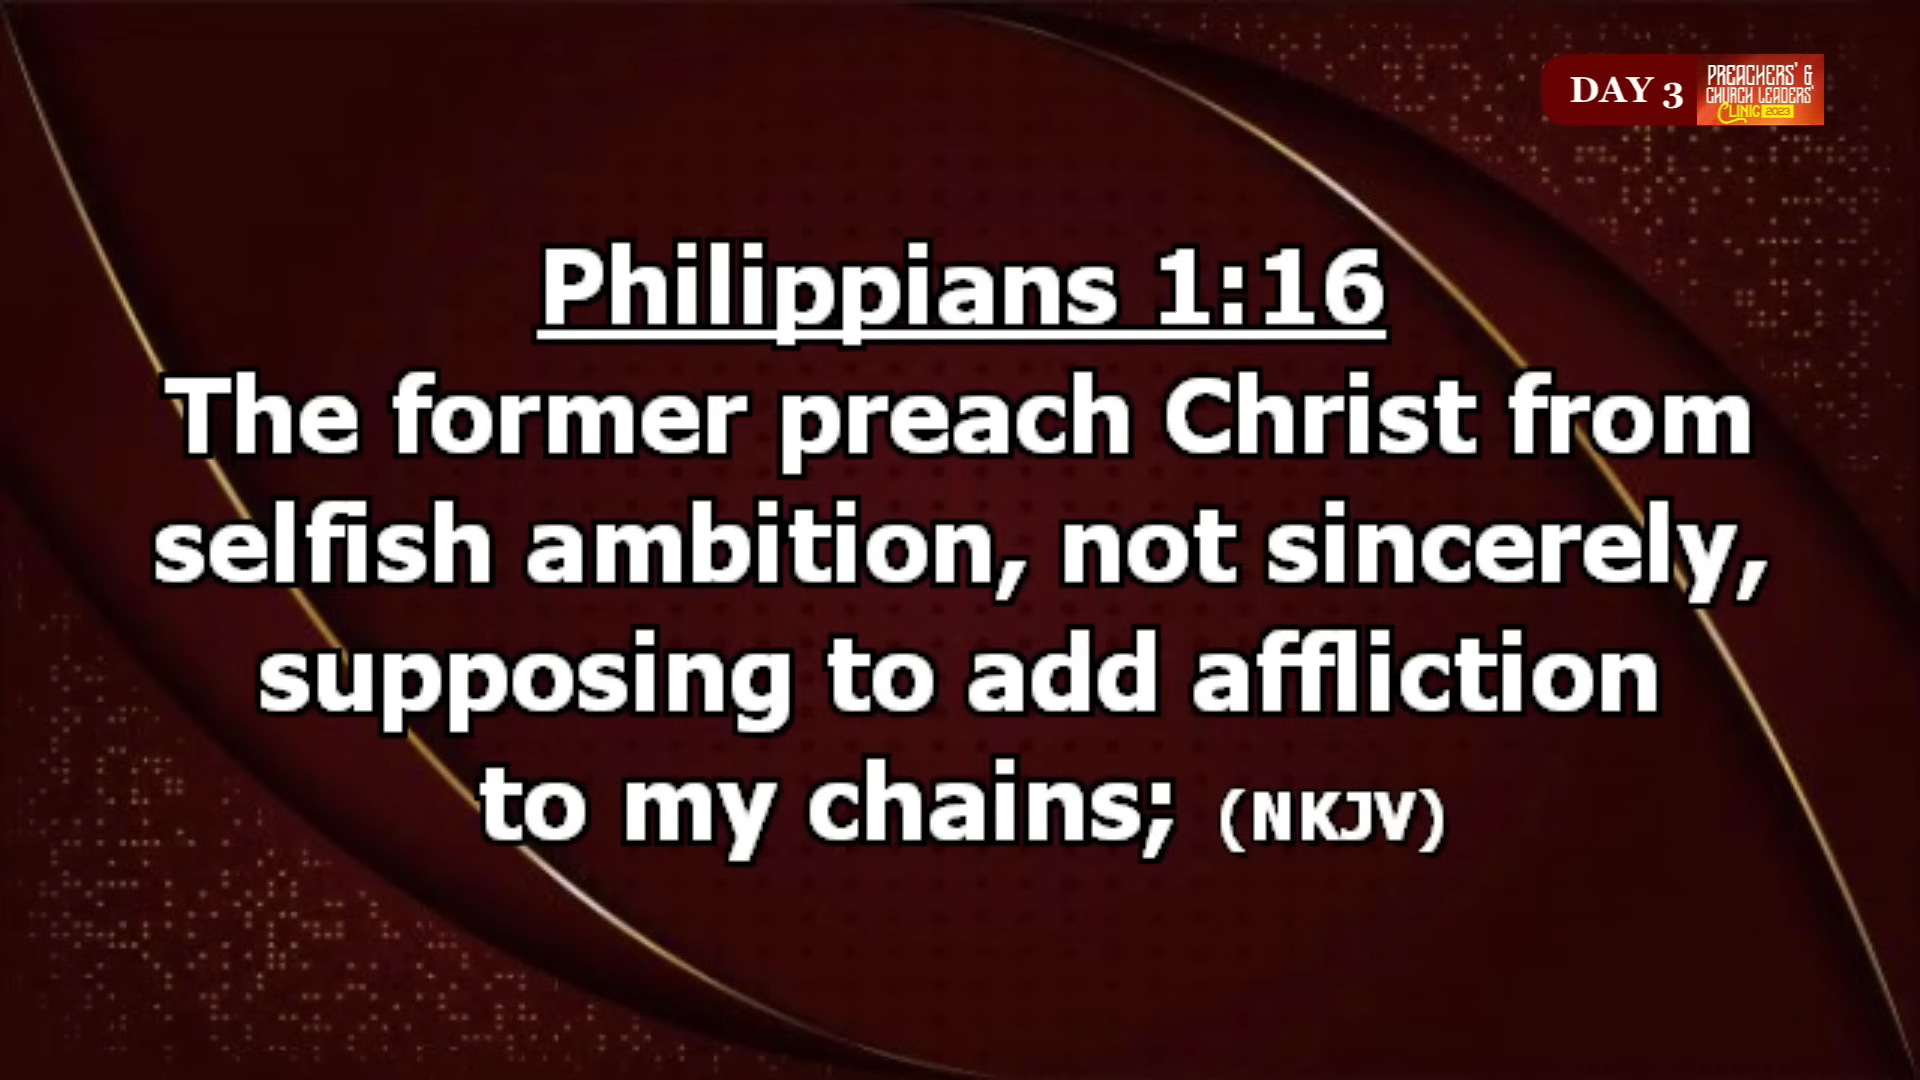 DAY 3
PREACHERS' &
CHURCH LEADERS'
CLINIC 2023
Philippians 1:16
The former preach Christ from
selfish ambition, not sincerely,
supposing to add affliction
to my chains; (NKJV)